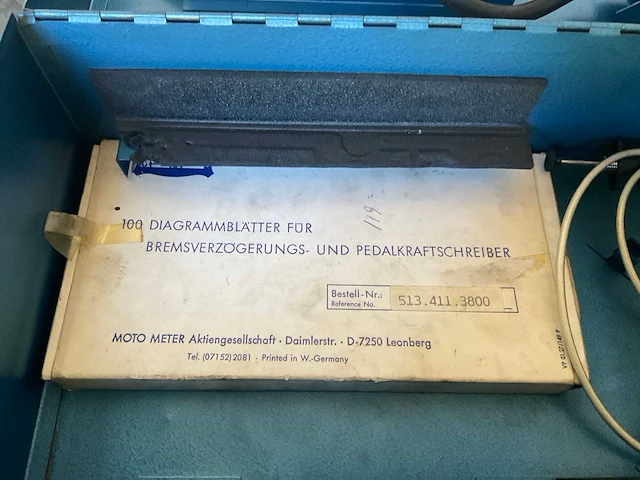 119.-
100 DIAGRAMMBLÄTTER FÜR
BREMSVERZÖGERUNGS- UND PEDALKRAFTSCHREIBER
Bestell-Nr.: 513.411.3800
Reference No.
MOTO METER Aktiengesellschaft · Daimlerstr. · D-7250 Leonberg
Tel. (07152) 2081 · Printed in W.-Germany